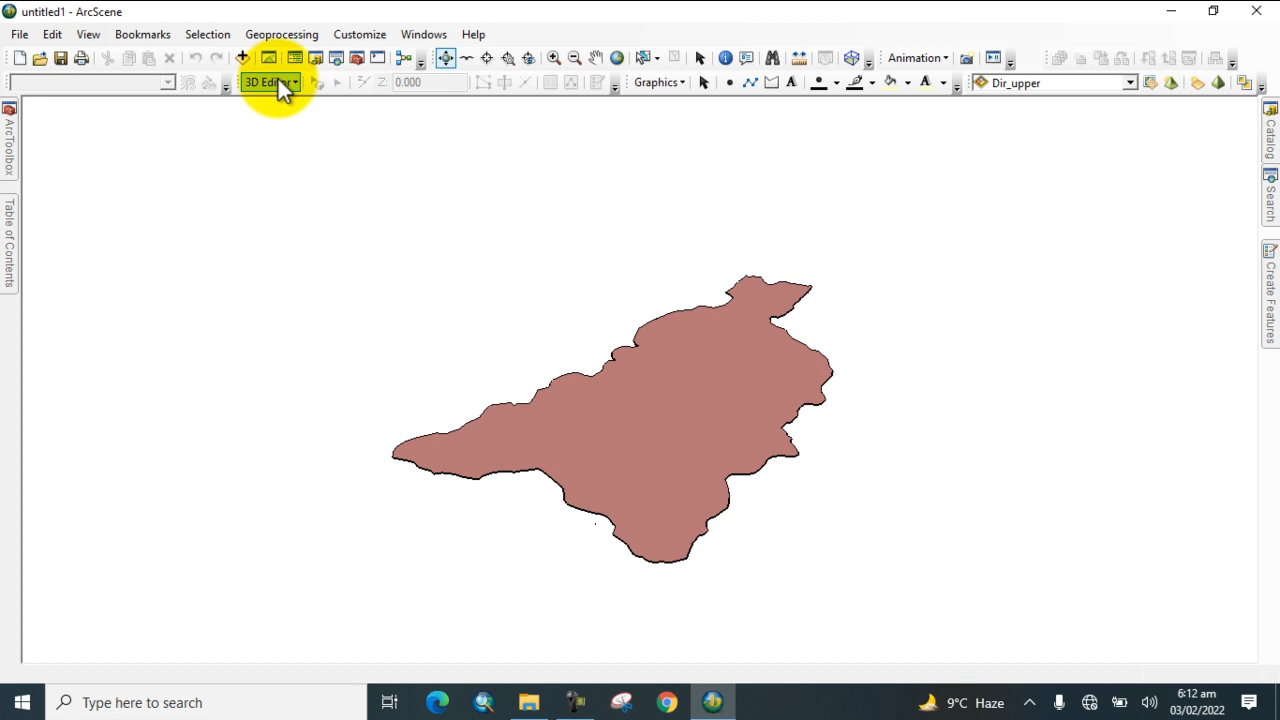 untitled1 - ArcScene
File Edit View Bookmarks Selection Geoprocessing Customize Windows Help
Animation
3D Editor Z: 0.000 Graphics A A Dir_upper
ArcToolbox
Table of Contents
Catalog
Search
Create Features
Type here to search
9°C Haze
6:12 am
03/02/2022